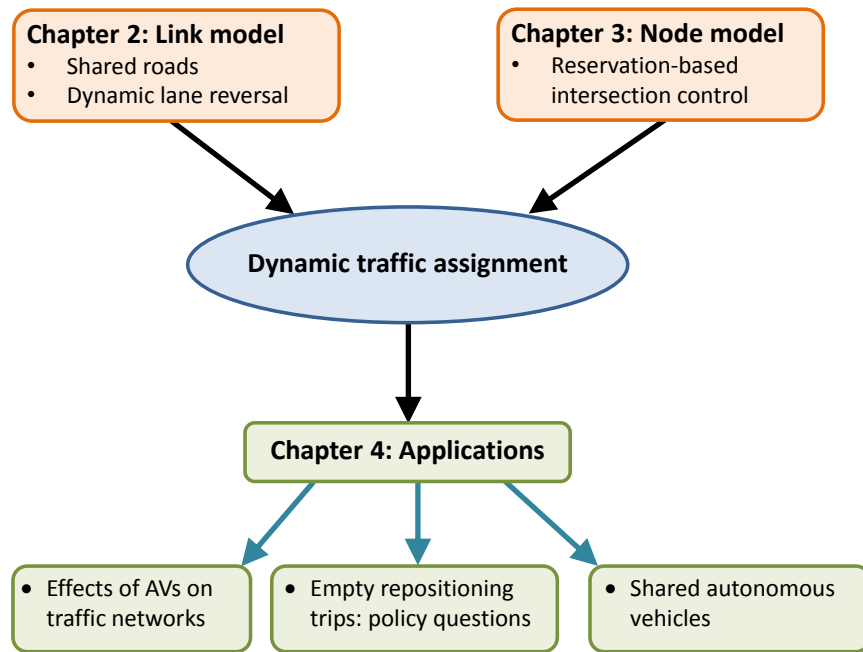 Chapter 2: Link model
• Shared roads
• Dynamic lane reversal
Chapter 3: Node model
• Reservation-based
intersection control
Dynamic traffic assignment
Chapter 4: Applications
• Effects of AVs on
traffic networks
• Empty repositioning
trips: policy questions
• Shared autonomous
vehicles